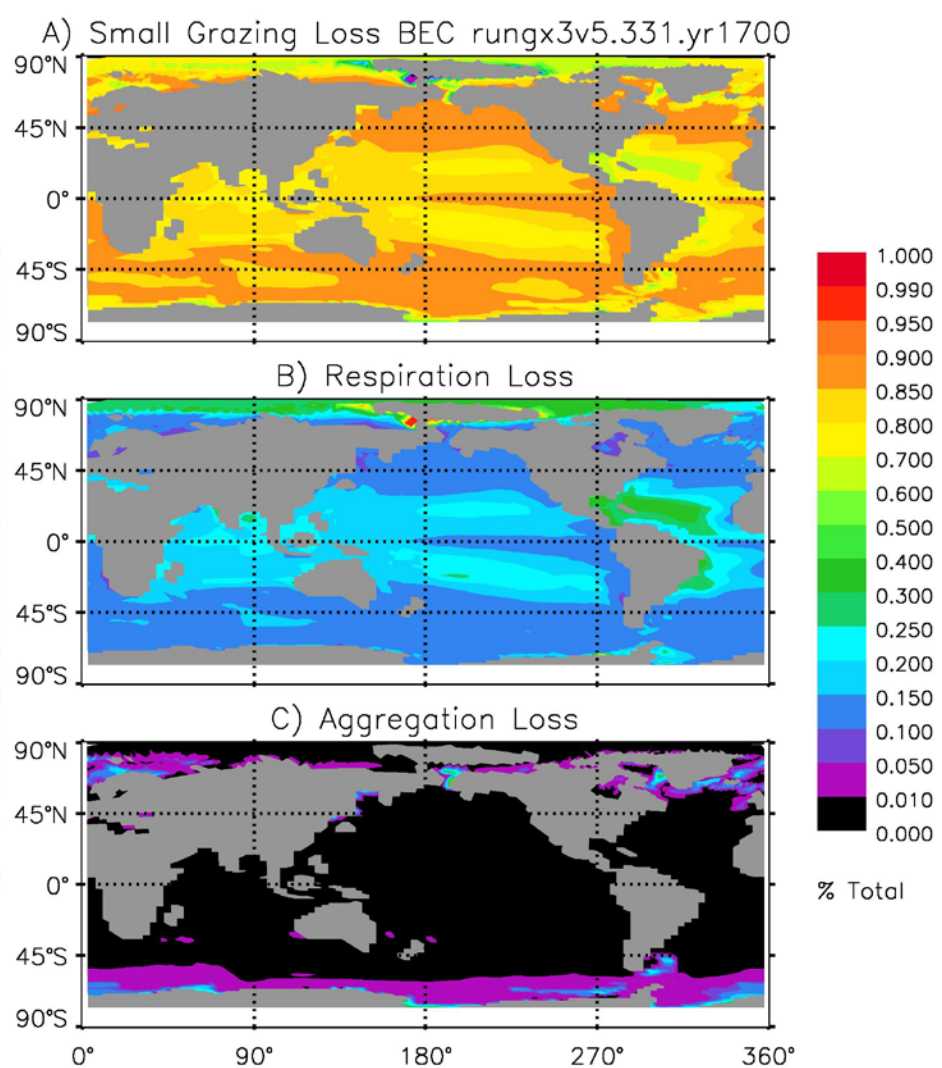 A) Small Grazing Loss BEC rungx3v5.331.yr1700
90°N
45°N
0°
45°S
90°S
B) Respiration Loss
90°N
45°N
0°
45°S
90°S
C) Aggregation Loss
90°N
45°N
0°
45°S
90°S
0° 90° 180° 270° 360°
1.000
0.990
0.950
0.900
0.850
0.800
0.700
0.600
0.500
0.400
0.300
0.250
0.200
0.150
0.100
0.050
0.010
0.000
% Total